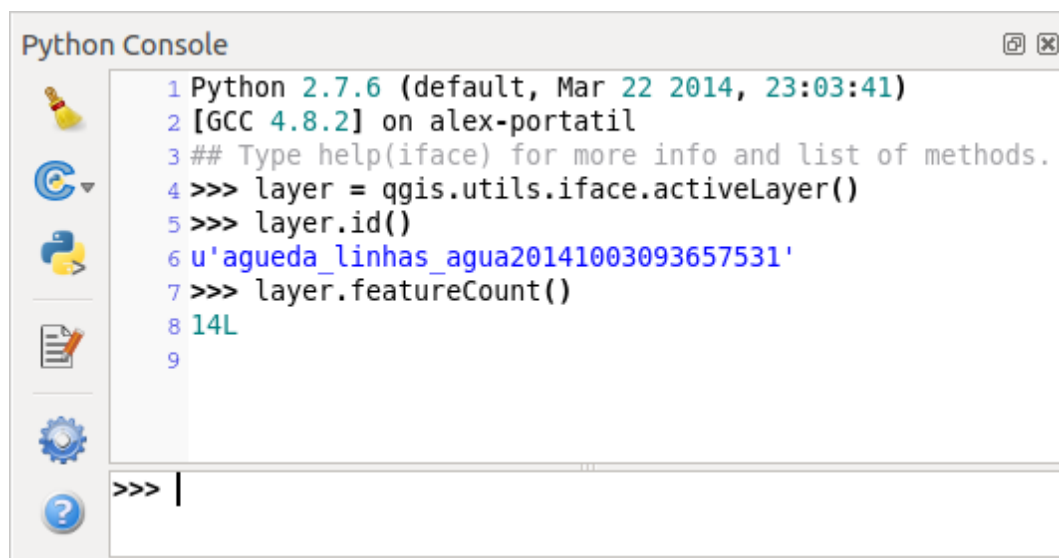 Python Console
1 Python 2.7.6 (default, Mar 22 2014, 23:03:41)
2 [GCC 4.8.2] on alex-portatil
3 ## Type help(iface) for more info and list of methods.
4 >>> layer = qgis.utils.iface.activeLayer()
5 >>> layer.id()
6 u'agueda_linhas_agua20141003093657531'
7 >>> layer.featureCount()
8 14L
9
>>>